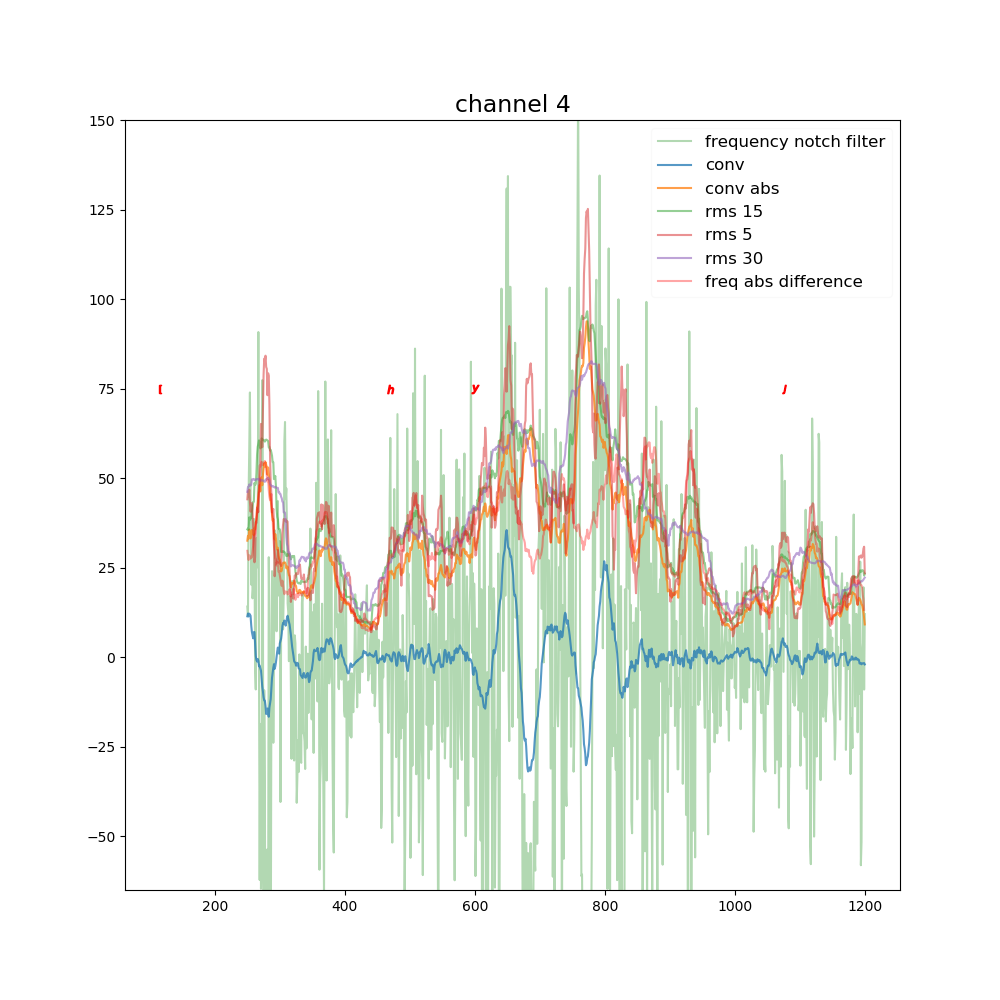 channel 4
150
125
100
75
50
25
0
−25
−50
200 400 600 800 1000 1200
frequency notch filter
conv
conv abs
rms 15
rms 5
rms 30
freq abs difference
h
y